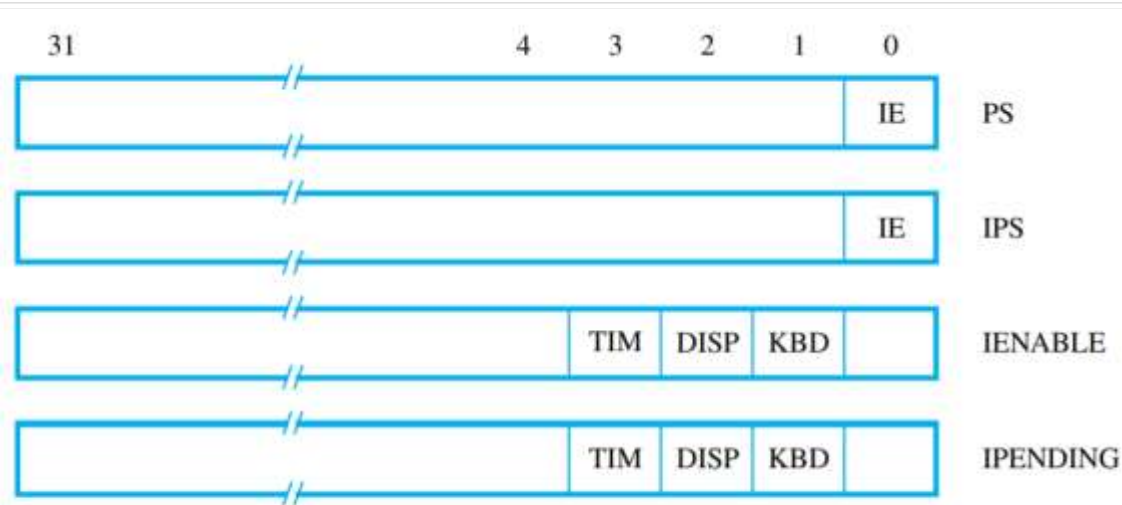 31 4 3 2 1 0
IE PS
IE IPS
TIM DISP KBD IENABLE
TIM DISP KBD IPENDING